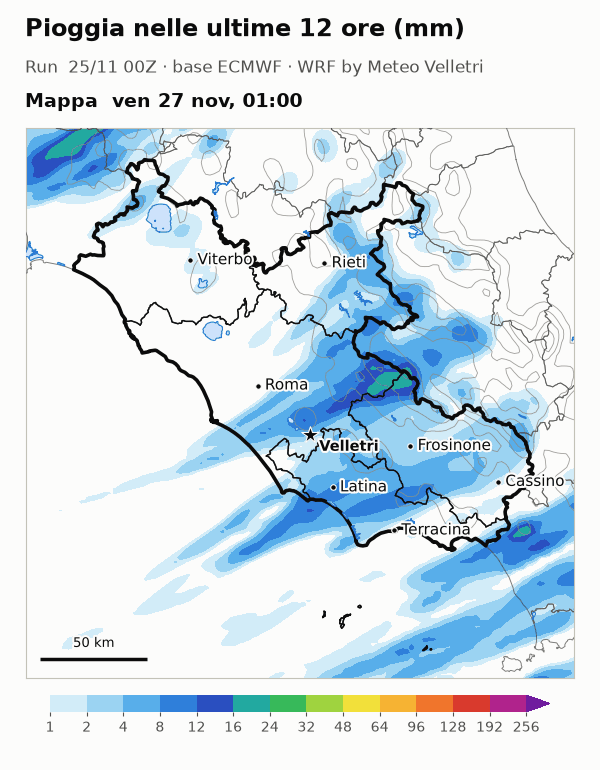 Pioggia nelle ultime 12 ore (mm)
Run  25/11 00Z · base ECMWF · WRF by Meteo Velletri
Mappa  ven 27 nov, 01:00
Viterbo
Rieti
Roma
Velletri
Frosinone
Cassino
Latina
Terracina
50 km
1 2 4 8 12 16 24 32 48 64 96 128 192 256